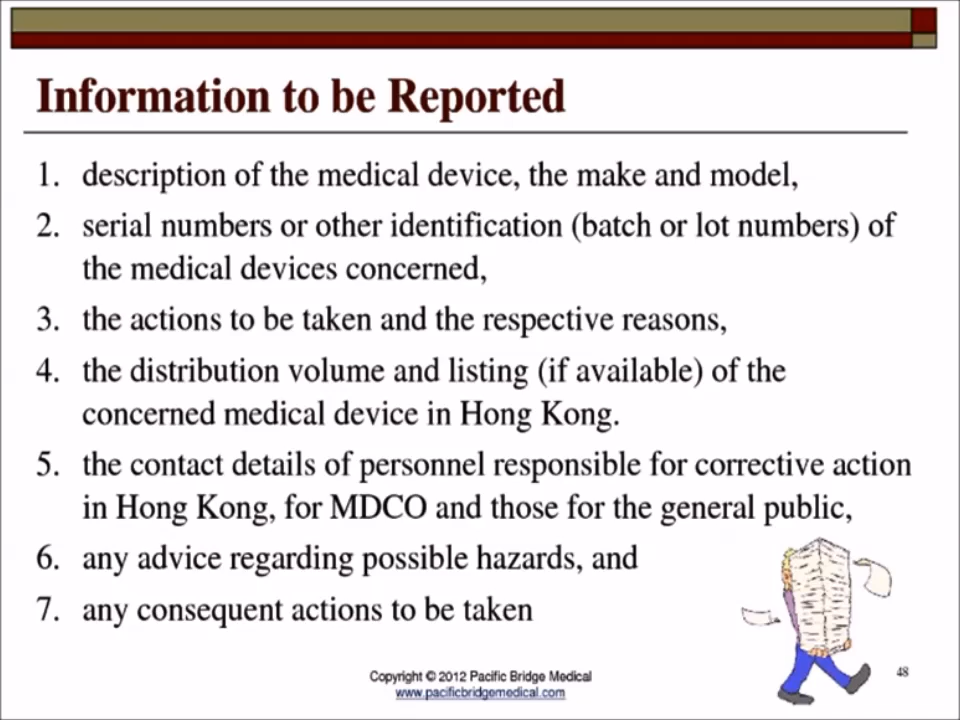 Information to be Reported
1. description of the medical device, the make and model,
2. serial numbers or other identification (batch or lot numbers) of
the medical devices concerned,
3. the actions to be taken and the respective reasons,
4. the distribution volume and listing (if available) of the
concerned medical device in Hong Kong.
5. the contact details of personnel responsible for corrective action
in Hong Kong, for MDCO and those for the general public,
6. any advice regarding possible hazards, and
7. any consequent actions to be taken
Copyright © 2012 Pacific Bridge Medical
www.pacificbridgemedical.com
48